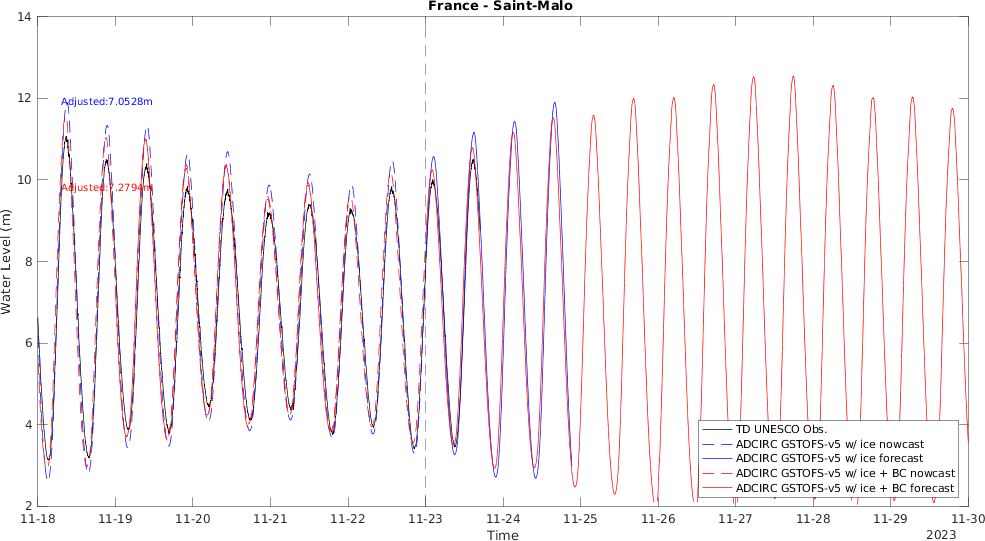 France - Saint-Malo
14
12
10
8
6
4
2
Water Level (m)
Adjusted:7.0528m
Adjusted:7.2794m
TD UNESCO Obs.
ADCIRC GSTOFS-v5 w/ ice nowcast
ADCIRC GSTOFS-v5 w/ ice forecast
ADCIRC GSTOFS-v5 w/ ice + BC nowcast
ADCIRC GSTOFS-v5 w/ ice + BC forecast
11-18 11-19 11-20 11-21 11-22 11-23 11-24 11-25 11-26 11-27 11-28 11-29 11-30
Time
2023